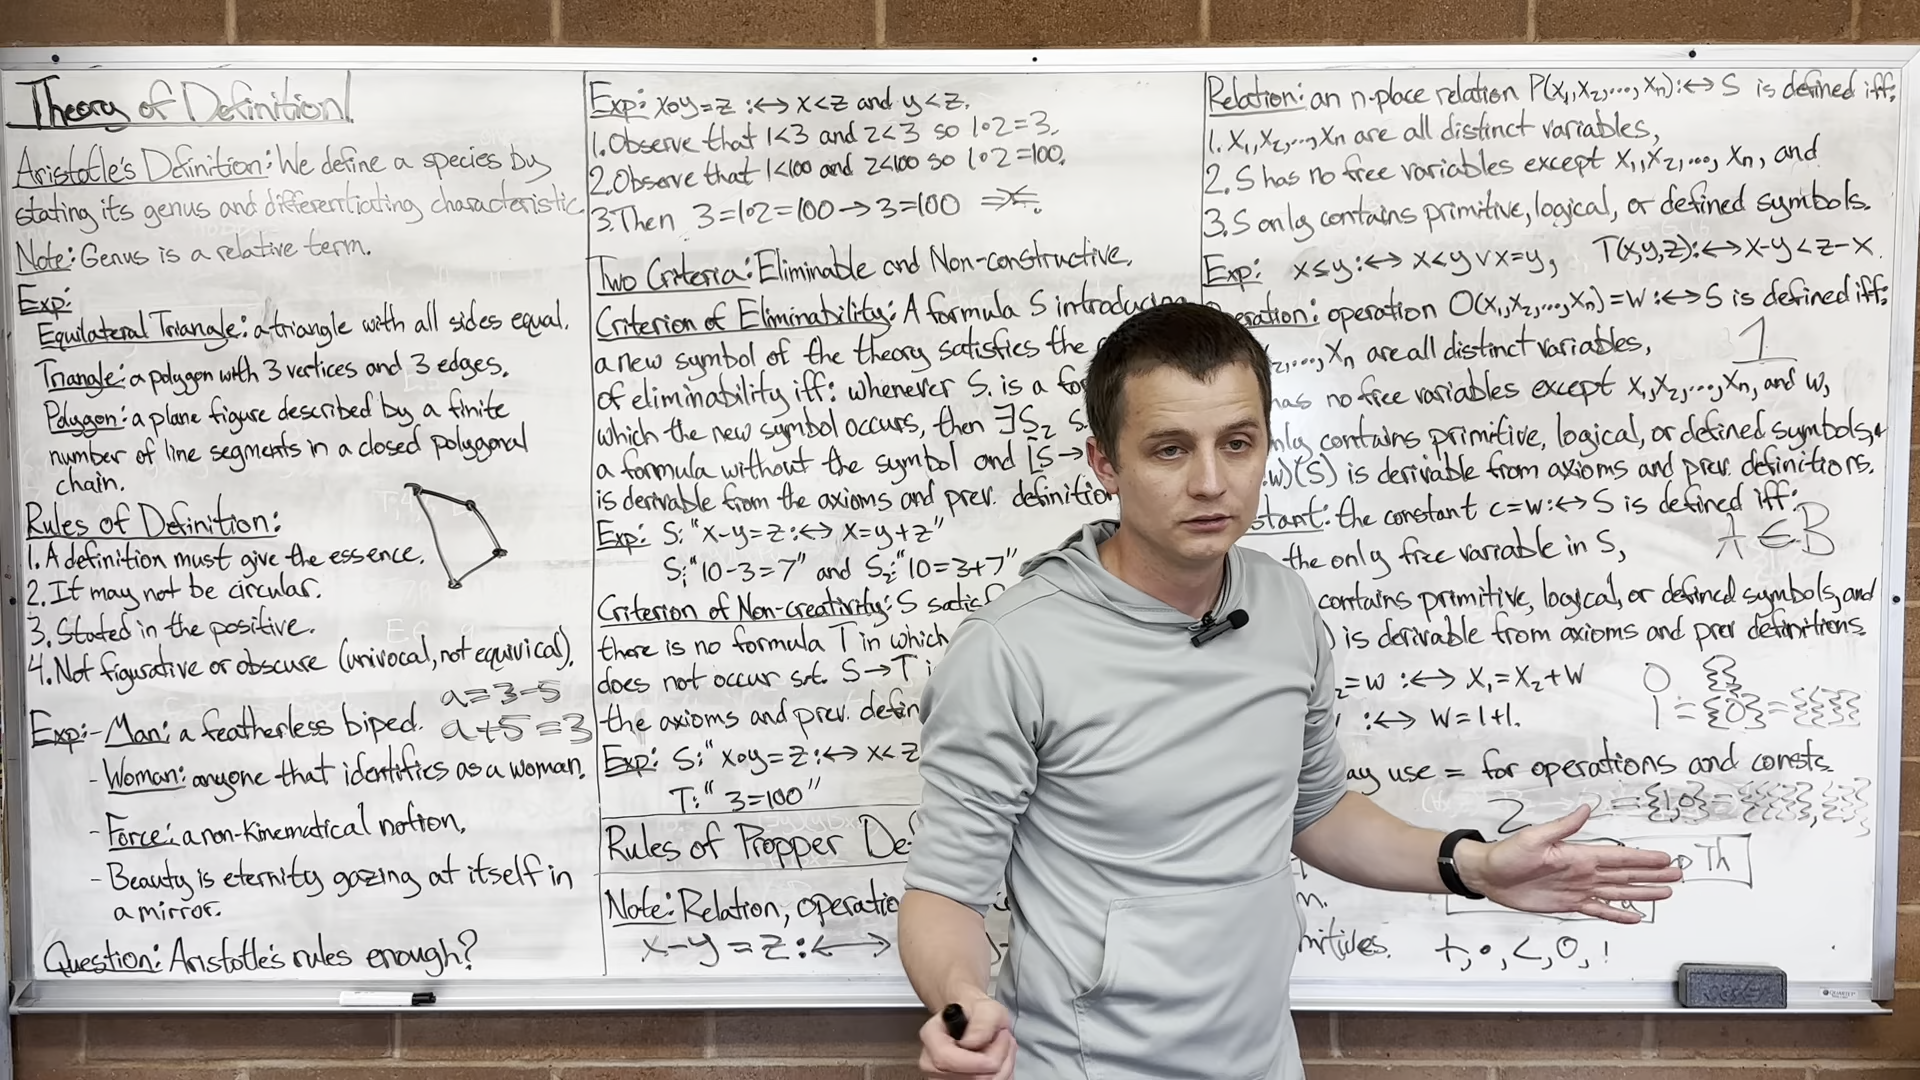 Theory of Definition
Aristotle's Definition: We define a species by
stating its genus and differentiating characteristic.
Note: Genus is a relative term.
Exp:
Equilateral Triangle: a triangle with all sides equal.
Triangle: a polygon with 3 vertices and 3 edges.
Polygon: a plane figure described by a finite
number of line segments in a closed polygonal
chain.
Rules of Definition:
1. A definition must give the essence.
2. It may not be circular.
3. Stated in the positive.
4. Not figurative or obscure (univocal, not equivical).
a=3-5
a+5=3
Exp: - Man: a featherless biped.
- Woman: anyone that identifies as a woman.
- Force: a non-kinematical notion.
- Beauty is eternity gazing at itself in
a mirror.
Question: Aristotle's rules enough?
Exp: x∘y=z :↔ x<z and y<z.
1. Observe that 1<3 and 2<3 so 1∘2=3.
2. Observe that 1<100 and 2<100 so 1∘2=100.
3. Then 3=1∘2=100→3=100
Two Criteria: Eliminable and Non-constructive.
Criterion of Eliminability: A formula S introducing
a new symbol of the theory satisfies the
of eliminability iff: whenever S₁ is a
which the new symbol occurs, then ∃S₂
a formula without the symbol and [S→
is derivable from the axioms and prev. definition
Exp: S: "x-y=z :↔ x=y+z"
S₁: "10-3=7" and S₂: "10=3+7"
Criterion of Non-creativity: S
there is no formula T in which
does not occur s.t. S→T
the axioms and prev.
Exp: S: "x∘y=z :↔ x<z
T: "3=100"
Rules of Propper
Note: Relation,
x-y=z :↔
Relation: an n-place relation P(x₁,x₂,...,xₙ) :↔ S is defined iff:
1. x₁,x₂,...,xₙ are all distinct variables,
2. S has no free variables except x₁,x₂,...,xₙ, and
3. S only contains primitive, logical, or defined symbols.
Exp: x≤y :↔ x<y ∨ x=y, T(x,y,z) :↔ x-y<z-x.
operation O(x₁,x₂,...,xₙ)=w :↔ S is defined iff:
xₙ are all distinct variables,
1
has no free variables except x₁,x₂,...,xₙ, and w,
only contains primitive, logical, or defined symbols, +
w)(S) is derivable from axioms and prev. definitions.
the constant c=w :↔ S is defined iff:
the only free variable in S,
A∈B
contains primitive, logical, or defined symbols, and
is derivable from axioms and prev definitions.
=w :↔ x₁=x₂+w
:↔ w=1+1.
0 {}
1 = {0} = {{}}
use = for operations and consts.
2 2={1,0}=
Th
+, ∘, <, 0, 1